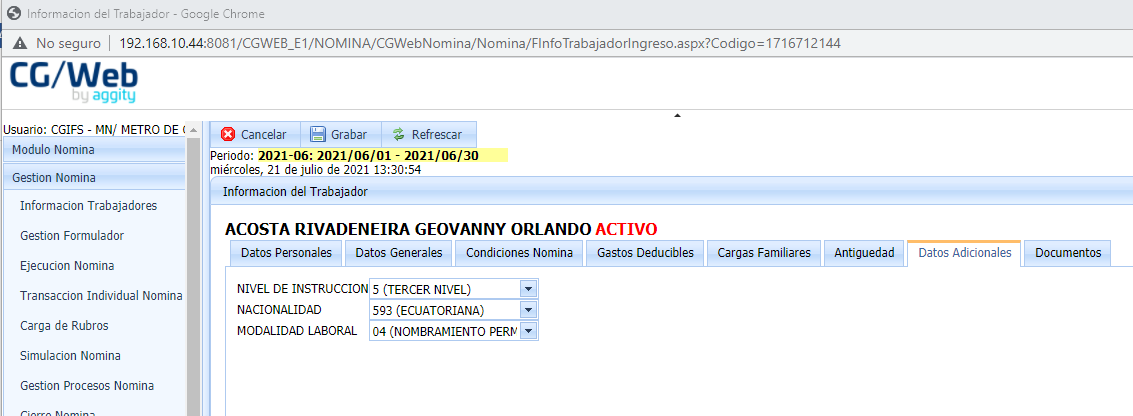 Informacion del Trabajador - Google Chrome
No seguro 192.168.10.44:8081/CGWEB_E1/NOMINA/CGWebNomina/Nomina/FInfoTrabajadorIngreso.aspx?Codigo=1716712144
CG/Web
by aggity
Usuario: CGIFS - MN/ METRO DE
Cancelar Grabar Refrescar
Modulo Nomina
Periodo: 2021-06: 2021/06/01 - 2021/06/30
miércoles, 21 de julio de 2021 13:30:54
Gestion Nomina
Informacion del Trabajador
Informacion Trabajadores
Gestion Formulador
Ejecucion Nomina
Transaccion Individual Nomina
Carga de Rubros
Simulacion Nomina
Gestion Procesos Nomina
Cierre Nomina
ACOSTA RIVADENEIRA GEOVANNY ORLANDO ACTIVO
Datos Personales Datos Generales Condiciones Nomina Gastos Deducibles Cargas Familiares Antiguedad Datos Adicionales Documentos
NIVEL DE INSTRUCCION 5 (TERCER NIVEL)
NACIONALIDAD 593 (ECUATORIANA)
MODALIDAD LABORAL 04 (NOMBRAMIENTO PERM